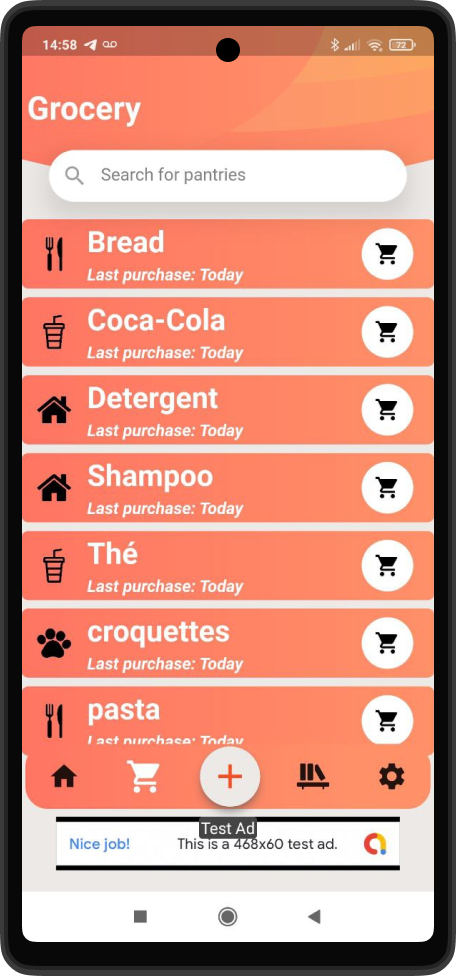 14:58
72
Grocery
Search for pantries
Bread
Last purchase: Today
Coca-Cola
Last purchase: Today
Detergent
Last purchase: Today
Shampoo
Last purchase: Today
Thé
Last purchase: Today
croquettes
Last purchase: Today
pasta
Last purchase: Today
Test Ad
Nice job! This is a 468x60 test ad.